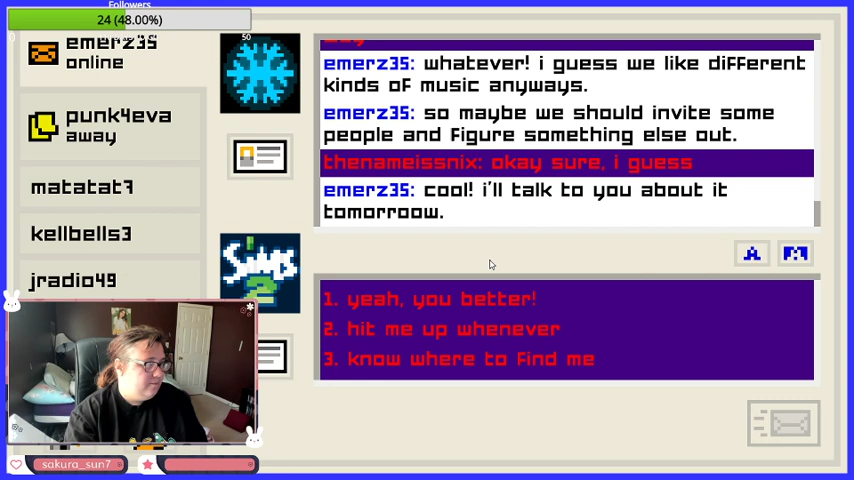 Followers
24 (48.00%)
0
50
emerz35
online
punk4eva
away
matatat7
kellbells3
jradio49
emerz35: whatever! i guess we like different
kinds of music anyways.
emerz35: so maybe we should invite some
people and figure something else out.
thenameissnix: okay sure, i guess
emerz35: cool! i'll talk to you about it
tomorroow.
A
1. yeah, you better!
2. hit me up whenever
3. know where to find me
sakura_sun7